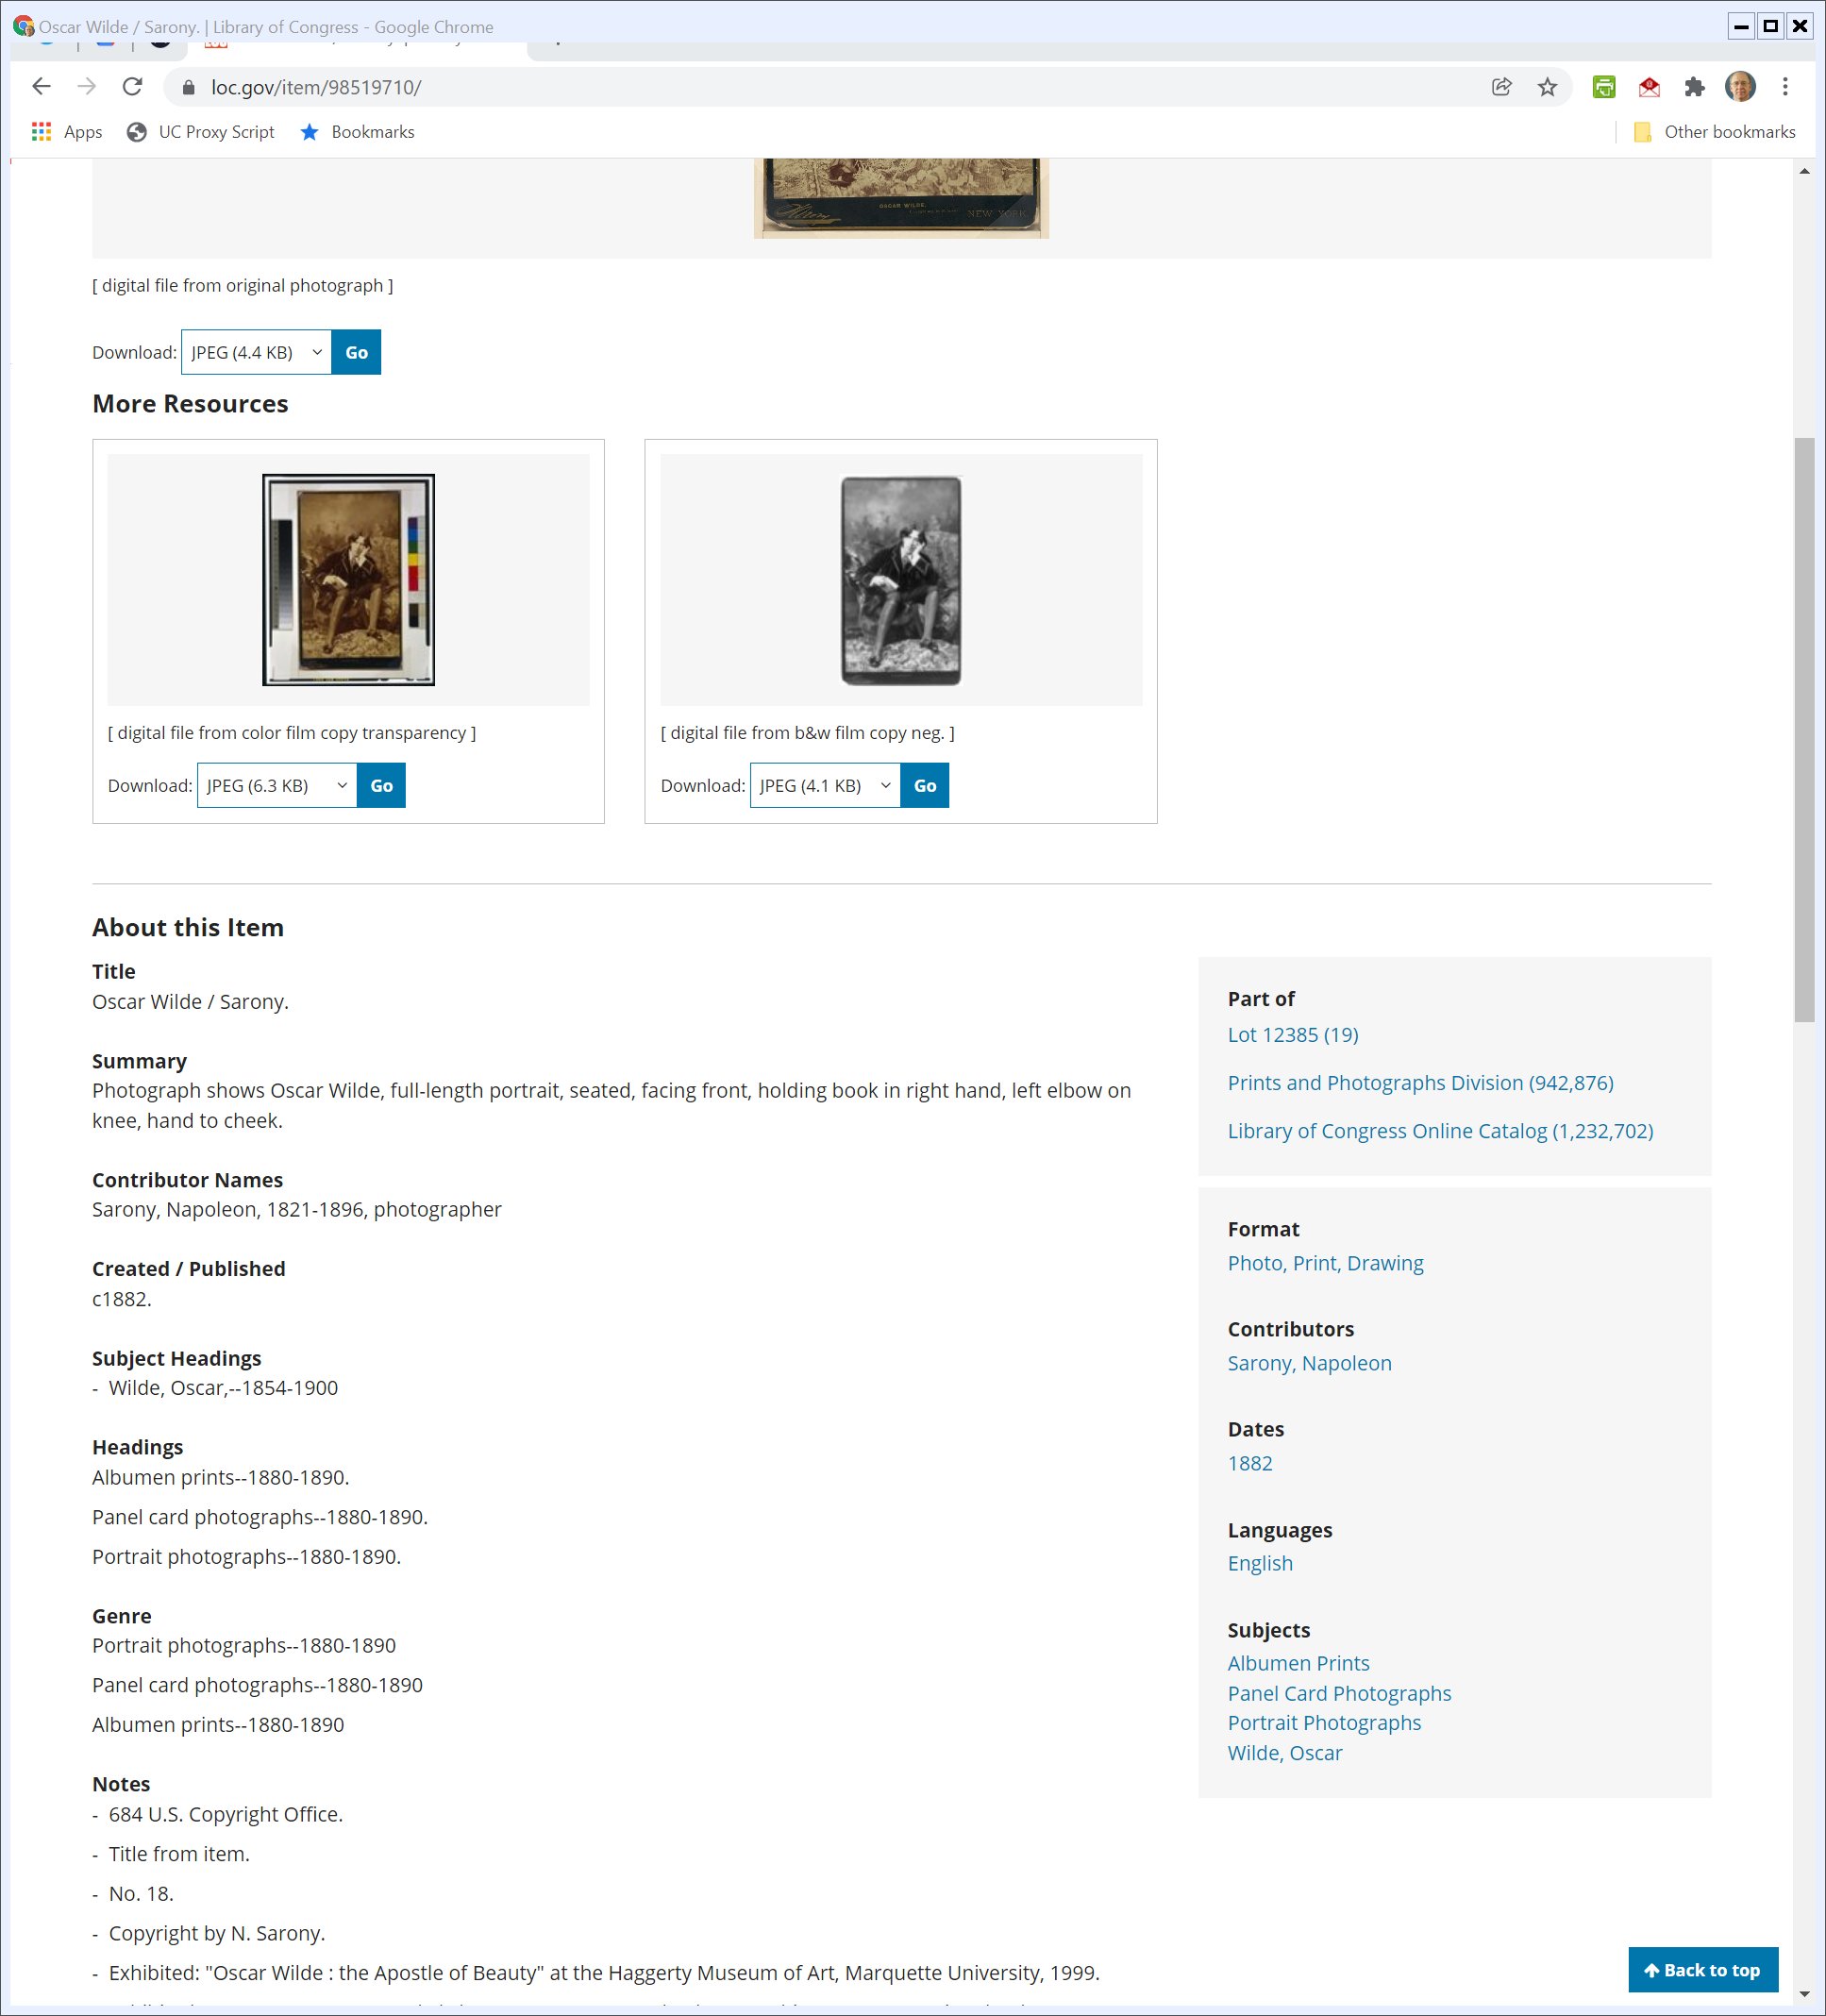 Oscar Wilde / Sarony. | Library of Congress - Google Chrome
loc.gov/item/98519710/
Apps UC Proxy Script Bookmarks Other bookmarks
OSCAR WILDE.
NEW YORK
[ digital file from original photograph ]
Download: JPEG (4.4 KB) Go
More Resources
[ digital file from color film copy transparency ]
Download: JPEG (6.3 KB) Go
[ digital file from b&w film copy neg. ]
Download: JPEG (4.1 KB) Go
About this Item
Title
Oscar Wilde / Sarony.
Summary
Photograph shows Oscar Wilde, full-length portrait, seated, facing front, holding book in right hand, left elbow on
knee, hand to cheek.
Contributor Names
Sarony, Napoleon, 1821-1896, photographer
Created / Published
c1882.
Subject Headings
- Wilde, Oscar,--1854-1900
Headings
Albumen prints--1880-1890.
Panel card photographs--1880-1890.
Portrait photographs--1880-1890.
Genre
Portrait photographs--1880-1890
Panel card photographs--1880-1890
Albumen prints--1880-1890
Notes
- 684 U.S. Copyright Office.
- Title from item.
- No. 18.
- Copyright by N. Sarony.
- Exhibited: "Oscar Wilde : the Apostle of Beauty" at the Haggerty Museum of Art, Marquette University, 1999.
Part of
Lot 12385 (19)
Prints and Photographs Division (942,876)
Library of Congress Online Catalog (1,232,702)
Format
Photo, Print, Drawing
Contributors
Sarony, Napoleon
Dates
1882
Languages
English
Subjects
Albumen Prints
Panel Card Photographs
Portrait Photographs
Wilde, Oscar
Back to top